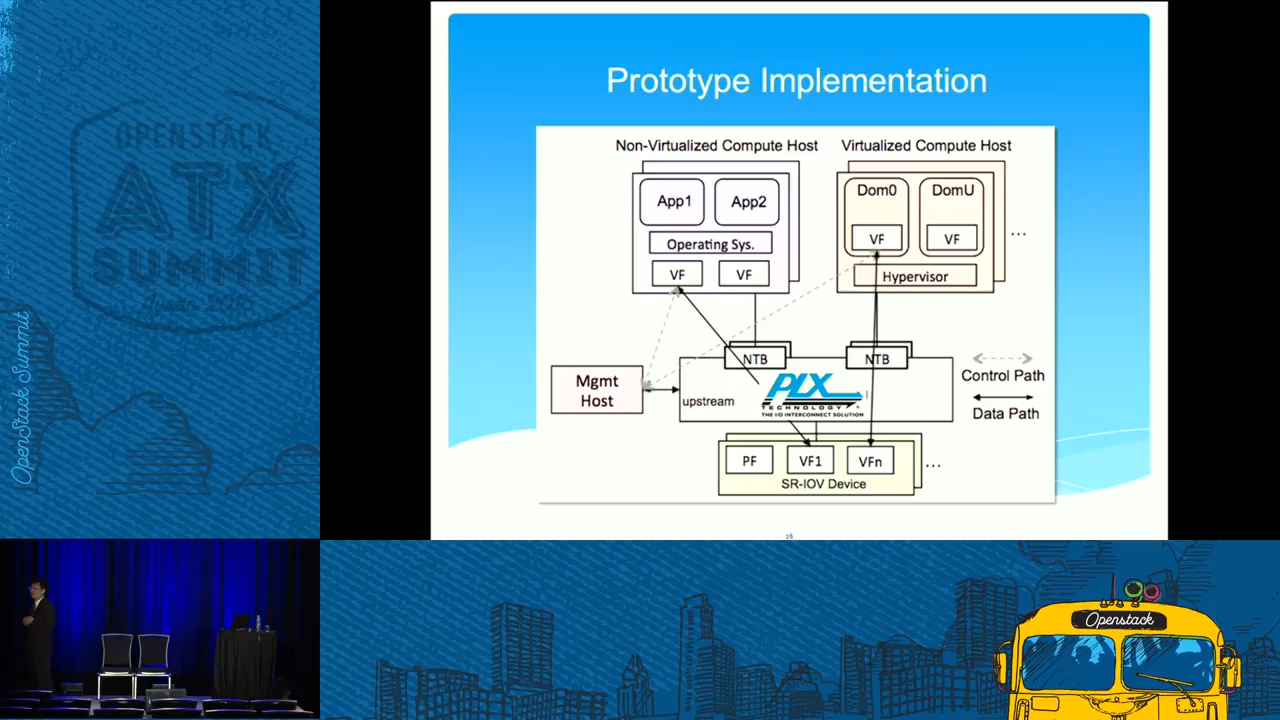 OPENSTACK
ATX
SUMMIT
OpenStack Summit
Prototype Implementation
Non-Virtualized Compute Host
Virtualized Compute Host
App1
App2
Operating Sys.
VF
VF
Dom0
DomU
VF
VF
...
Hypervisor
NTB
NTB
Mgmt
Host
upstream
PLX
TECHNOLOGY
THE I/O INTERCONNECT SOLUTION
Control Path
Data Path
PF
VF1
VFn
...
SR-IOV Device
16
Openstack